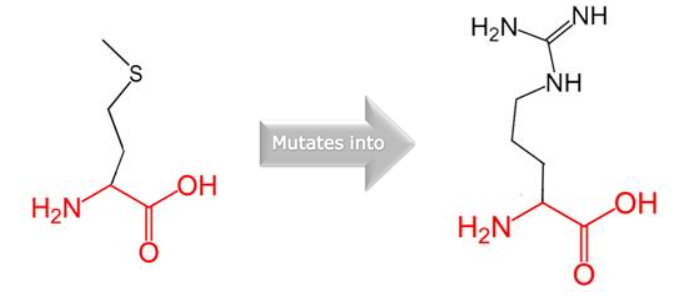 S
H₂N
OH
O
Mutates into
H₂N
NH
NH
H₂N
OH
O